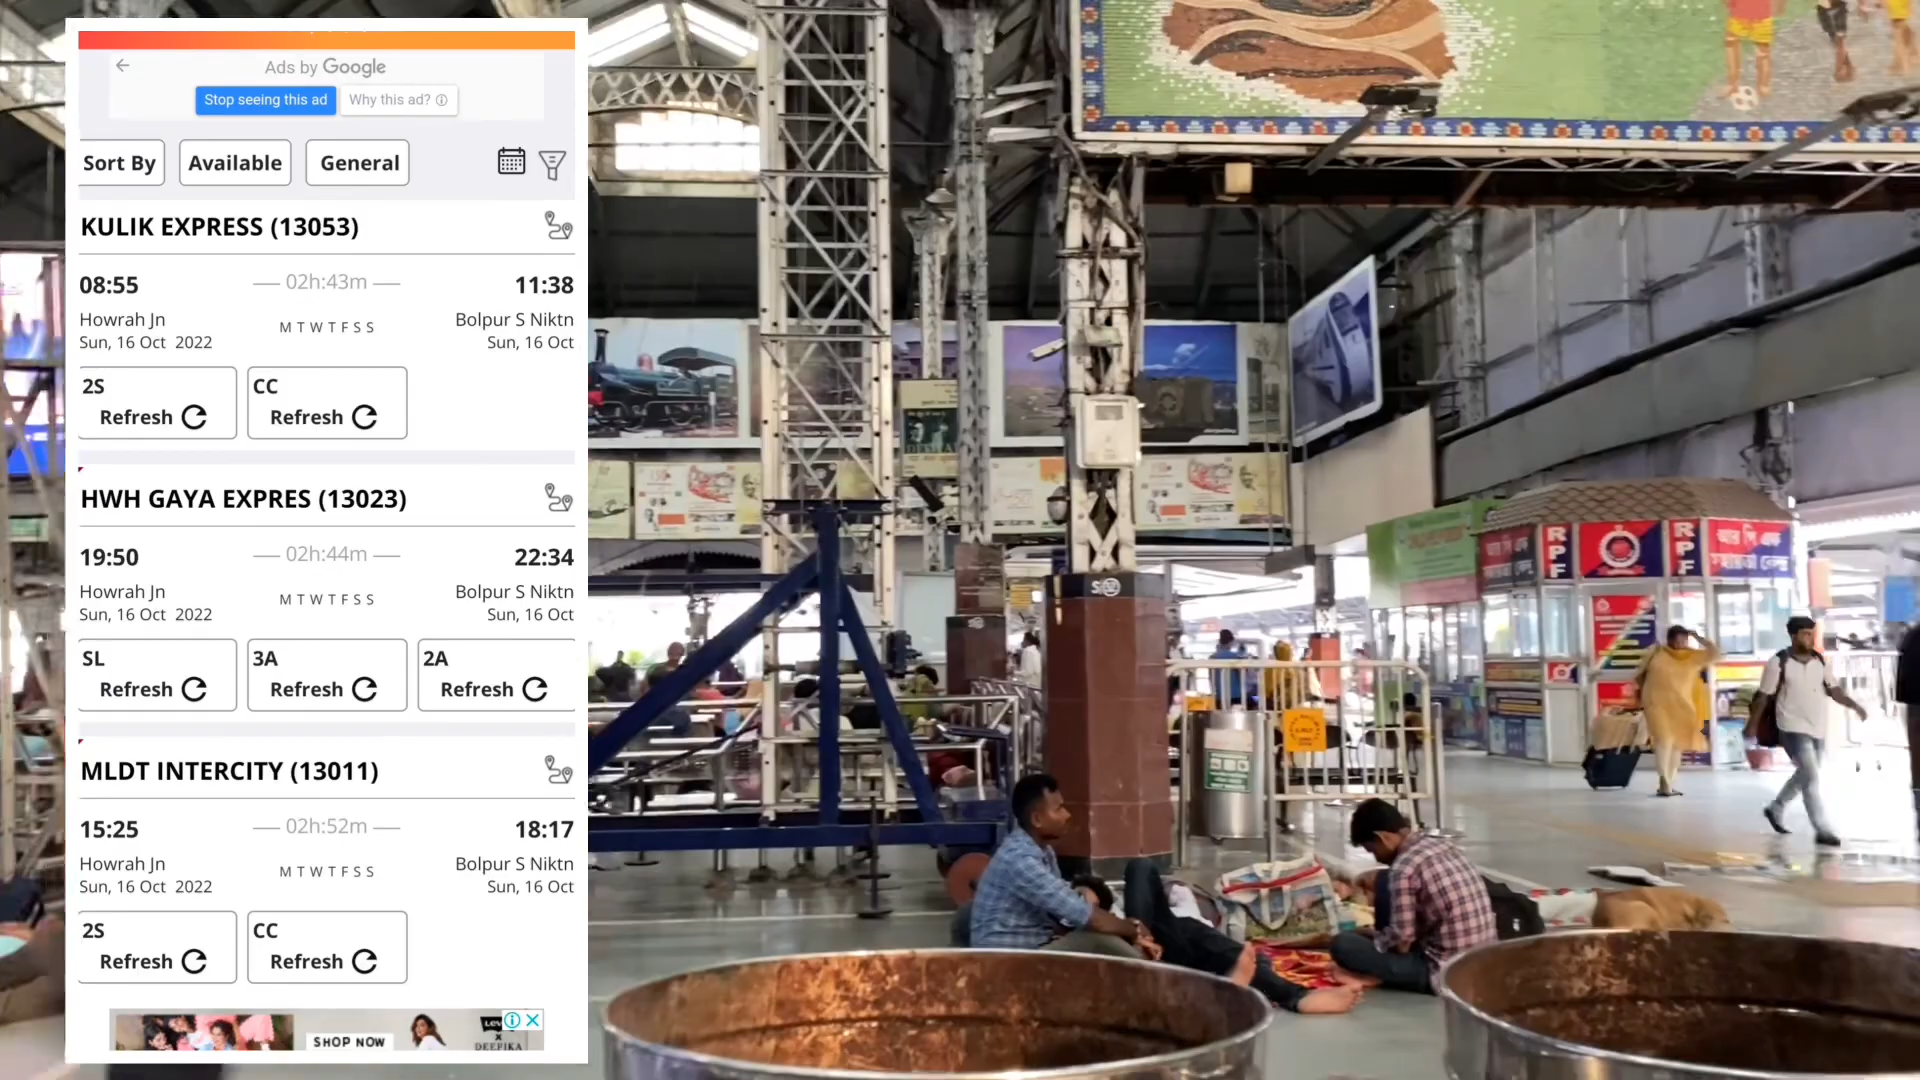 Ads by Google
Stop seeing this ad
Why this ad?
Sort By
Available
General
KULIK EXPRESS (13053)
08:55
02h:43m
11:38
Howrah Jn
M T W T F S S
Bolpur S Niktn
Sun, 16 Oct 2022
Sun, 16 Oct
2S
Refresh
CC
Refresh
HWH GAYA EXPRES (13023)
19:50
02h:44m
22:34
Howrah Jn
M T W T F S S
Bolpur S Niktn
Sun, 16 Oct 2022
Sun, 16 Oct
SL
Refresh
3A
Refresh
2A
Refresh
MLDT INTERCITY (13011)
15:25
02h:52m
18:17
Howrah Jn
M T W T F S S
Bolpur S Niktn
Sun, 16 Oct 2022
Sun, 16 Oct
2S
Refresh
CC
Refresh
SHOP NOW
X
DEEPIKA
RPF
RPF
আর পি এফ